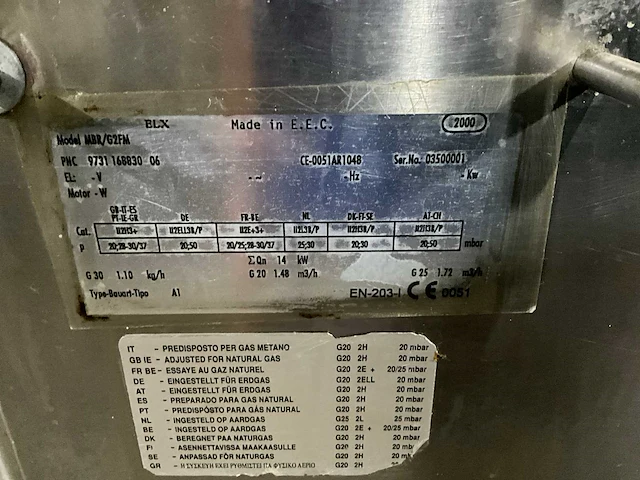 ELX Made in E.E.C. 2000
Model MBR/G2FM
PNC 9731 168830 06 CE-0051AR1048 Ser.No. 03500001
EL: -V -~ -Hz -Kw
Motor -W
GB-IT-ES PT-IE-GR DE FR-BE NL DK-FI-SE AT-CH
Cat. II2H3+ II2ELL3B/P II2E+3+ II2L3B/P II2H3B/P II2H3B/P
p 20;28-30/37 20;50 20/25;28-30/37 25;30 20;30 20;50 mbar
ΣQn 14 kW
G 30 1.10 kg/h G 20 1.48 m3/h G 25 1.72 m3/h
Type-Bauart-Tipo A1 EN-203-I CE 0051
IT - PREDISPOSTO PER GAS METANO G20 2H 20 mbar
GB IE - ADJUSTED FOR NATURAL GAS G20 2H 20 mbar
FR BE - ESSAYE AU GAZ NATUREL G20 2E + 20/25 mbar
DE - EINGESTELLT FÜR ERDGAS G20 2ELL 20 mbar
AT - EINGESTELLT FÜR ERDGAS G20 2H 20 mbar
ES - PREPARADO PARA GAS NATURAL G20 2H 20 mbar
PT - PREDISPÓSTO PARA GÁS NATURAL G20 2H 20 mbar
NL - INGESTELD OP AARDGAS G25 2L 25 mbar
BE - INGESTELD OP AARDGAS G20 2E + 20/25 mbar
DK - BEREGNET PAA NATURGAS G20 2H 20 mbar
FI - ASENNETTAVISSA MAAKAASULLE G20 2H 20 mbar
SE - ANPASSAD FÖR NATURGAS G20 2H 20
GR - Η ΣΥΣΚΕΥΗ ΕΧΕΙ ΡΥΘΜΙΣΤΕΙ ΓΙΑ ΦΥΣΙΚΟ ΑΕΡΙΟ G20 2H 20